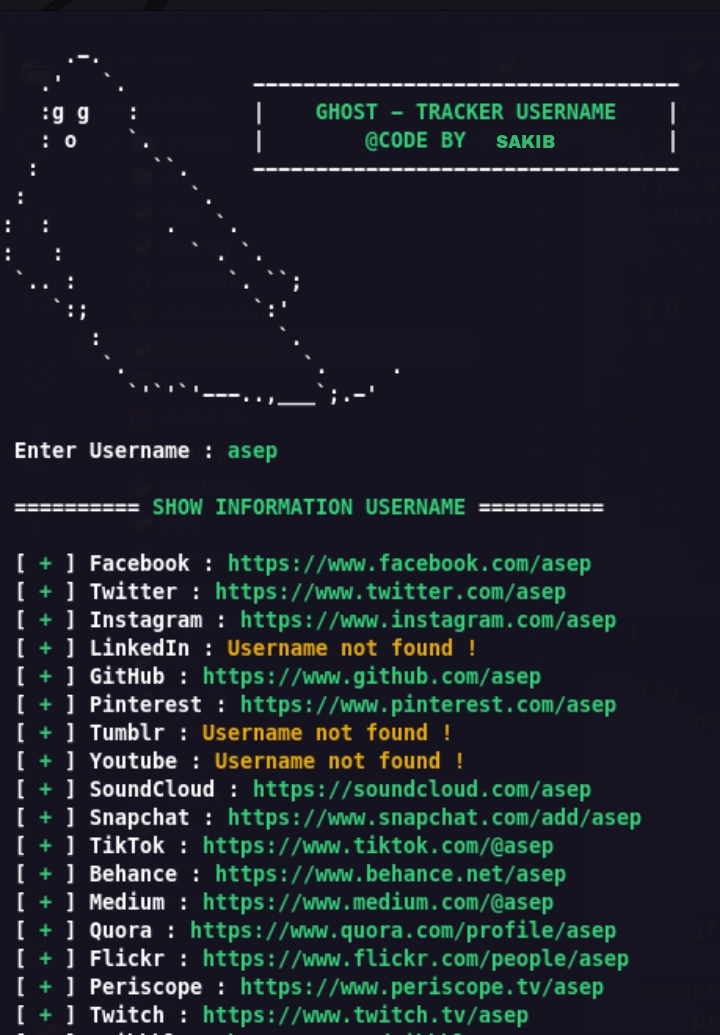 GHOST – TRACKER USERNAME
@CODE BY SAKIB
:g g :
: o
Enter Username : asep
========== SHOW INFORMATION USERNAME ==========
[ + ] Facebook : https://www.facebook.com/asep
[ + ] Twitter : https://www.twitter.com/asep
[ + ] Instagram : https://www.instagram.com/asep
[ + ] LinkedIn : Username not found !
[ + ] GitHub : https://www.github.com/asep
[ + ] Pinterest : https://www.pinterest.com/asep
[ + ] Tumblr : Username not found !
[ + ] Youtube : Username not found !
[ + ] SoundCloud : https://soundcloud.com/asep
[ + ] Snapchat : https://www.snapchat.com/add/asep
[ + ] TikTok : https://www.tiktok.com/@asep
[ + ] Behance : https://www.behance.net/asep
[ + ] Medium : https://www.medium.com/@asep
[ + ] Quora : https://www.quora.com/profile/asep
[ + ] Flickr : https://www.flickr.com/people/asep
[ + ] Periscope : https://www.periscope.tv/asep
[ + ] Twitch : https://www.twitch.tv/asep